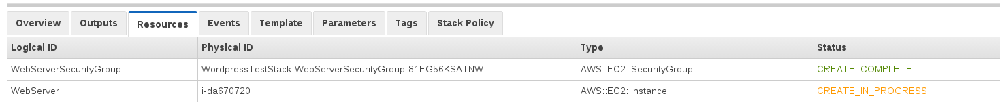 Overview Outputs Resources Events Template Parameters Tags Stack Policy
Logical ID Physical ID Type Status
WebServerSecurityGroup WordpressTestStack-WebServerSecurityGroup-81FG56KSATNW AWS::EC2::SecurityGroup CREATE_COMPLETE
WebServer i-da670720 AWS::EC2::Instance CREATE_IN_PROGRESS